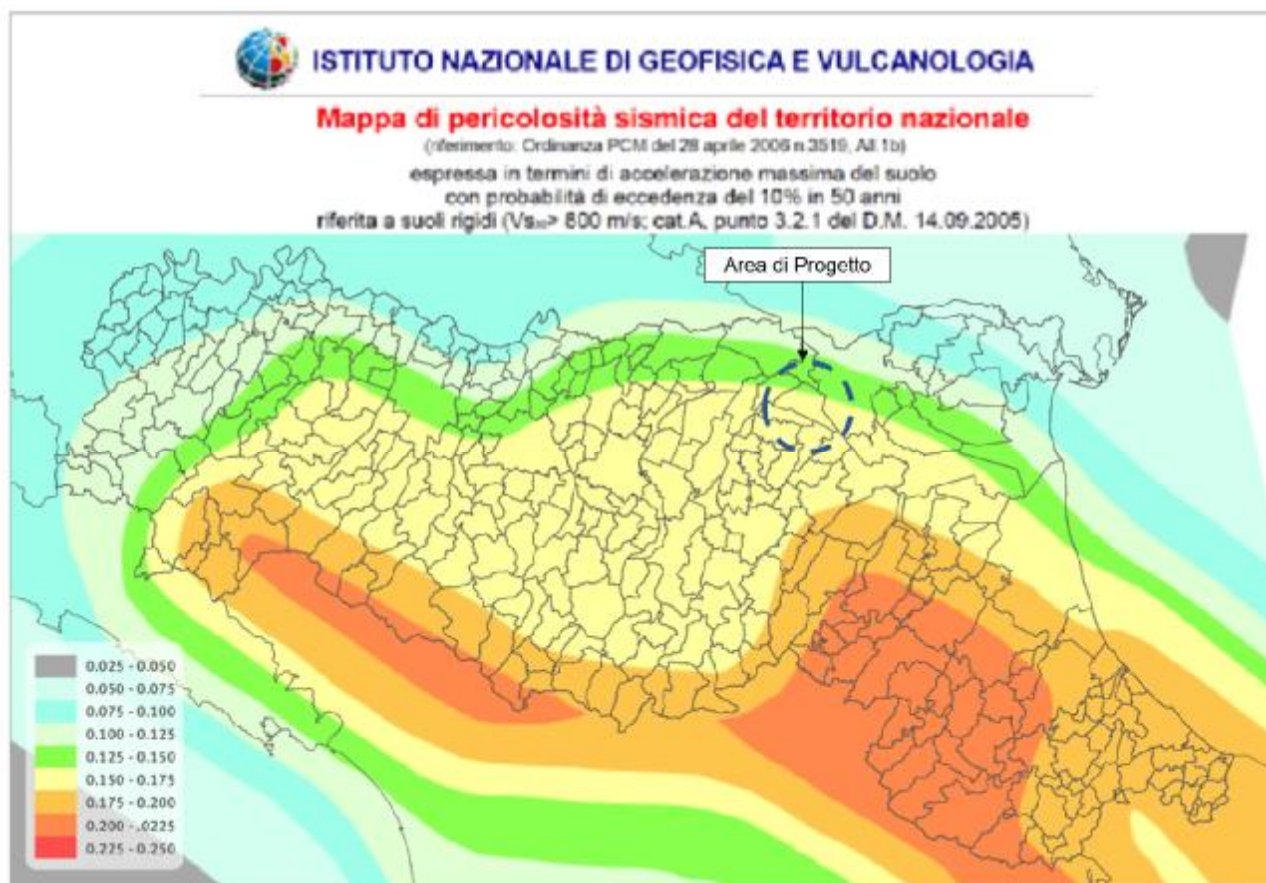 ISTITUTO NAZIONALE DI GEOFISICA E VULCANOLOGIA
Mappa di pericolosità sismica del territorio nazionale
(riferimento: Ordinanza PCM del 28 aprile 2006 n.3519, All.1b)
espressa in termini di accelerazione massima del suolo
con probabilità di eccedenza del 10% in 50 anni
riferita a suoli rigidi (Vs₃₀> 800 m/s; cat.A, punto 3.2.1 del D.M. 14.09.2005)
Area di Progetto
0.025 - 0.050
0.050 - 0.075
0.075 - 0.100
0.100 - 0.125
0.125 - 0.150
0.150 - 0.175
0.175 - 0.200
0.200 - .0225
0.225 - 0.250